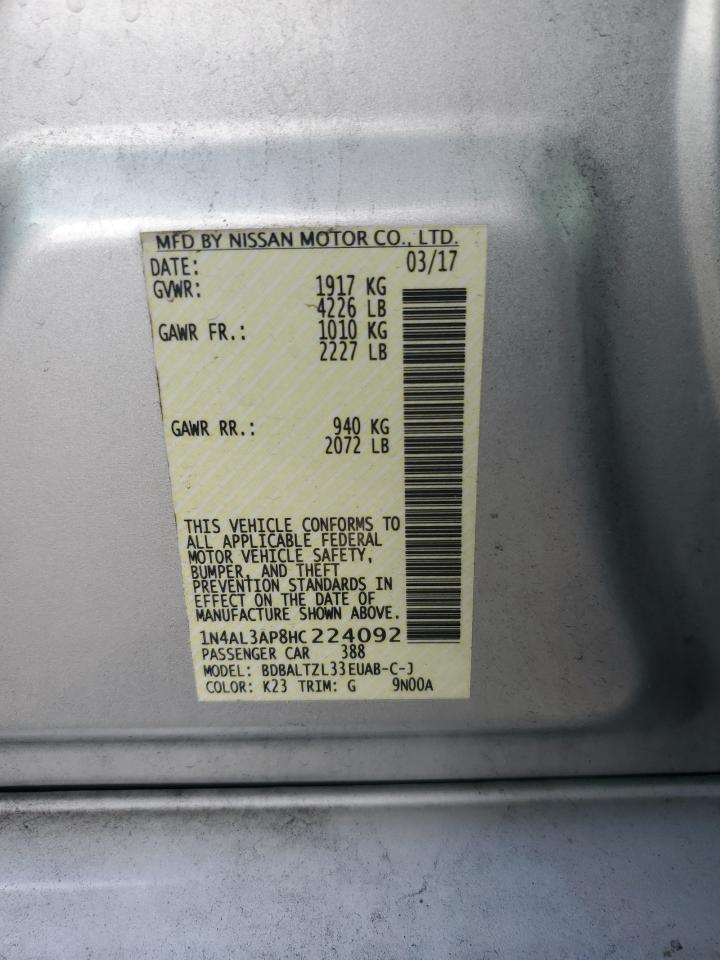 MFD BY NISSAN MOTOR CO., LTD.
DATE: 03/17
GVWR: 1917 KG
4226 LB
GAWR FR.: 1010 KG
2227 LB
GAWR RR.: 940 KG
2072 LB
THIS VEHICLE CONFORMS TO
ALL APPLICABLE FEDERAL
MOTOR VEHICLE SAFETY,
BUMPER, AND THEFT
PREVENTION STANDARDS IN
EFFECT ON THE DATE OF
MANUFACTURE SHOWN ABOVE.
1N4AL3AP8HC224092
PASSENGER CAR 388
MODEL: BDBALTZL33EUAB-C-J
COLOR: K23 TRIM: G 9N00A